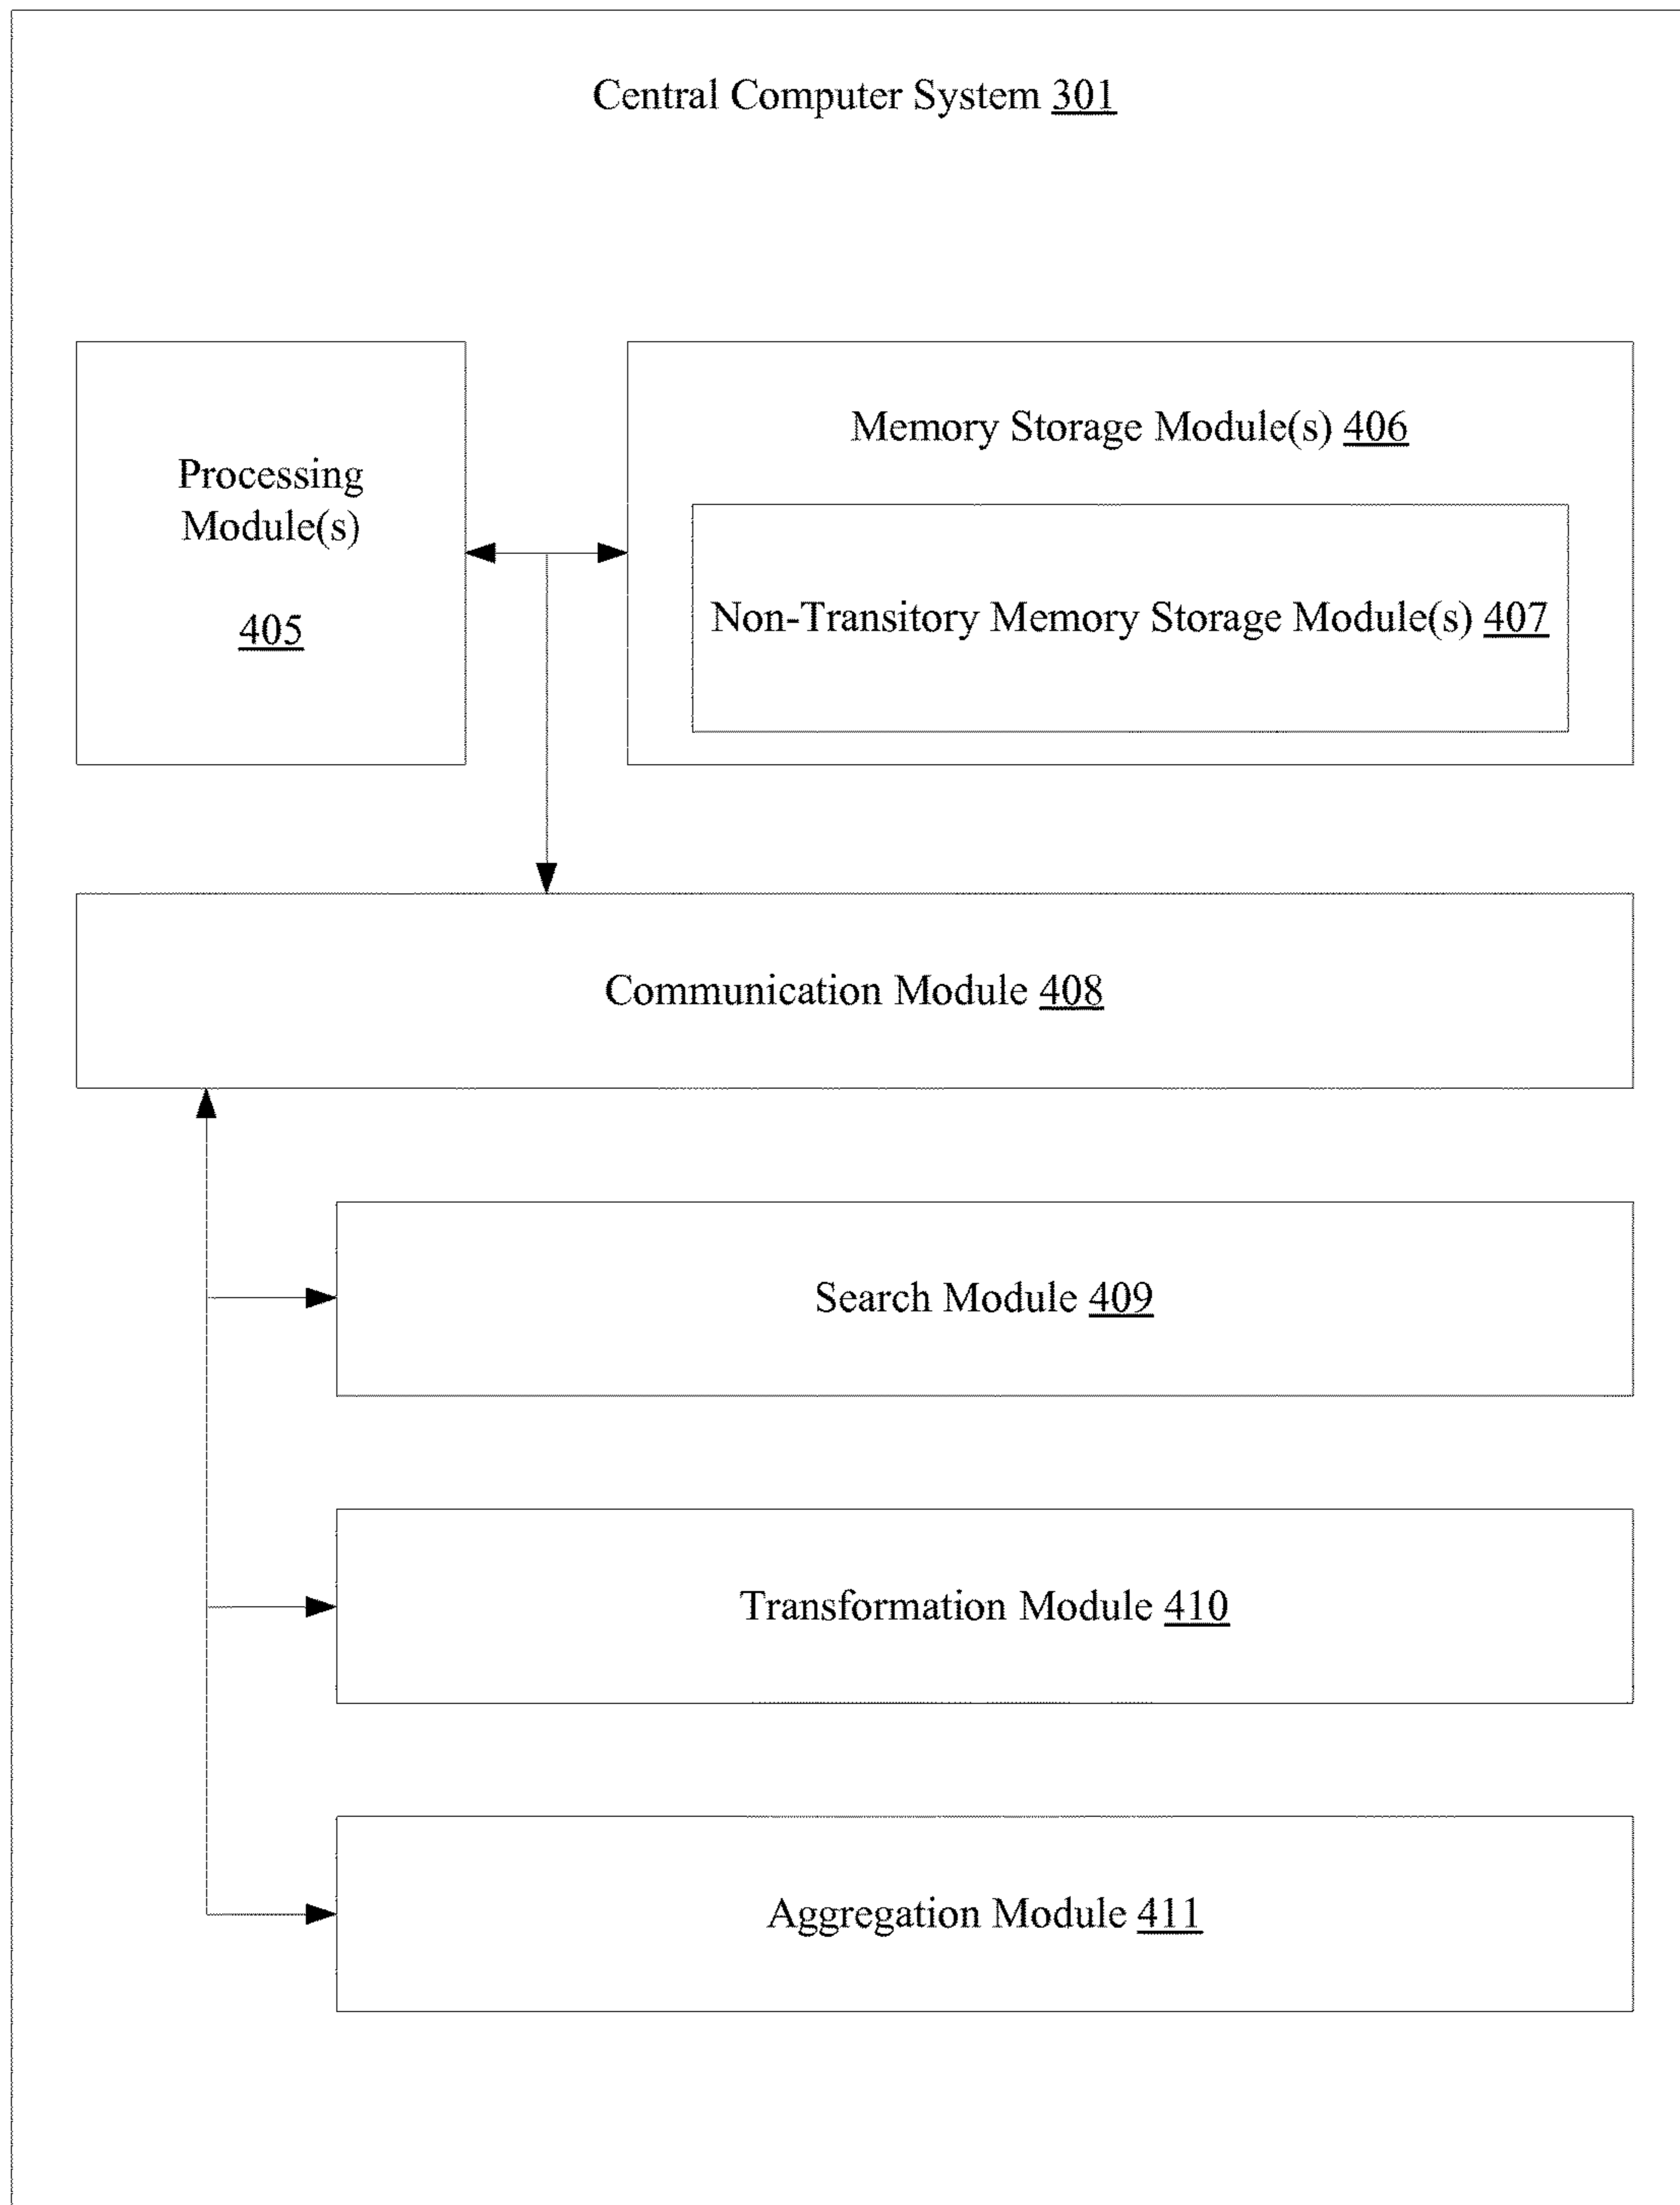 Central Computer System 301
Processing
Module(s)
405
Memory Storage Module(s) 406
Non-Transitory Memory Storage Module(s) 407
Communication Module 408
Search Module 409
Transformation Module 410
Aggregation Module 411